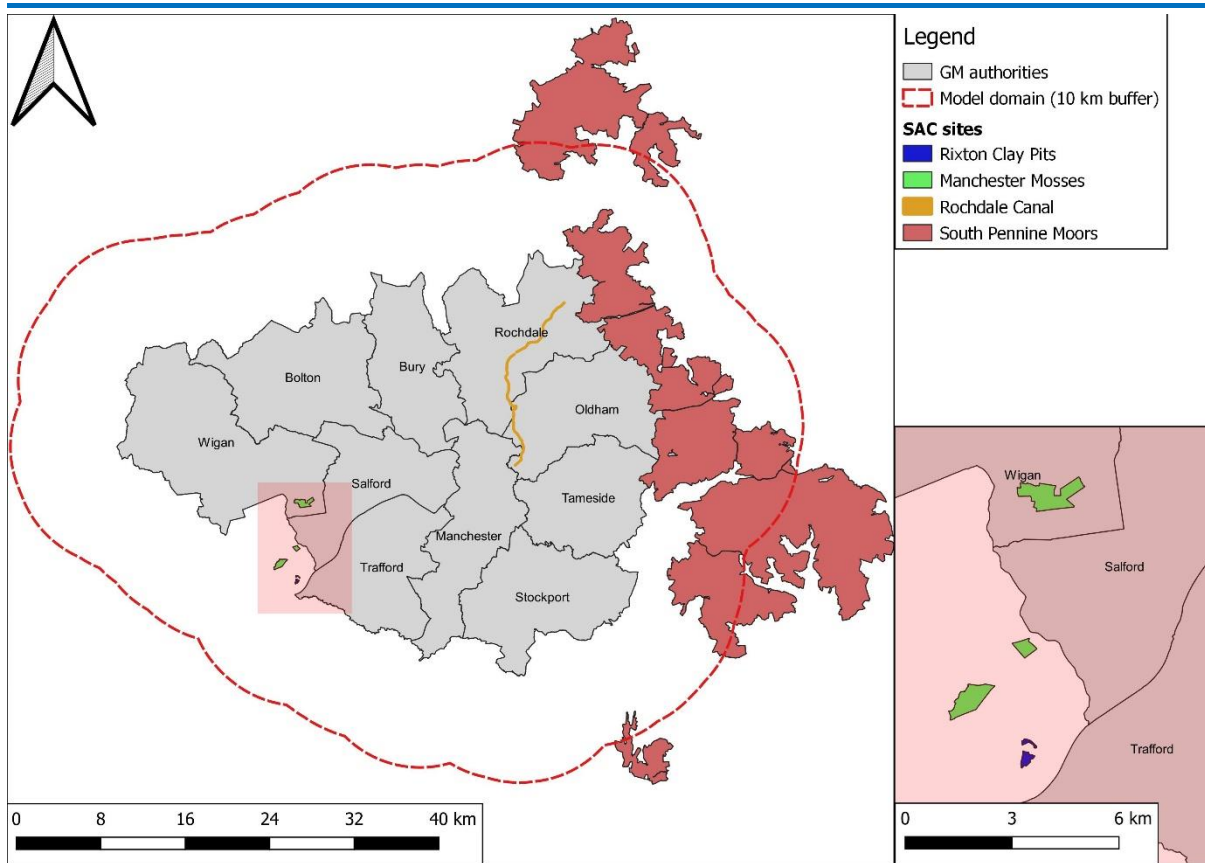 Legend
GM authorities
Model domain (10 km buffer)
SAC sites
Rixton Clay Pits
Manchester Mosses
Rochdale Canal
South Pennine Moors
Rochdale
Bury
Bolton
Oldham
Wigan
Salford
Tameside
Manchester
Trafford
Stockport
Wigan
Salford
Trafford
0 8 16 24 32 40 km
0 3 6 km